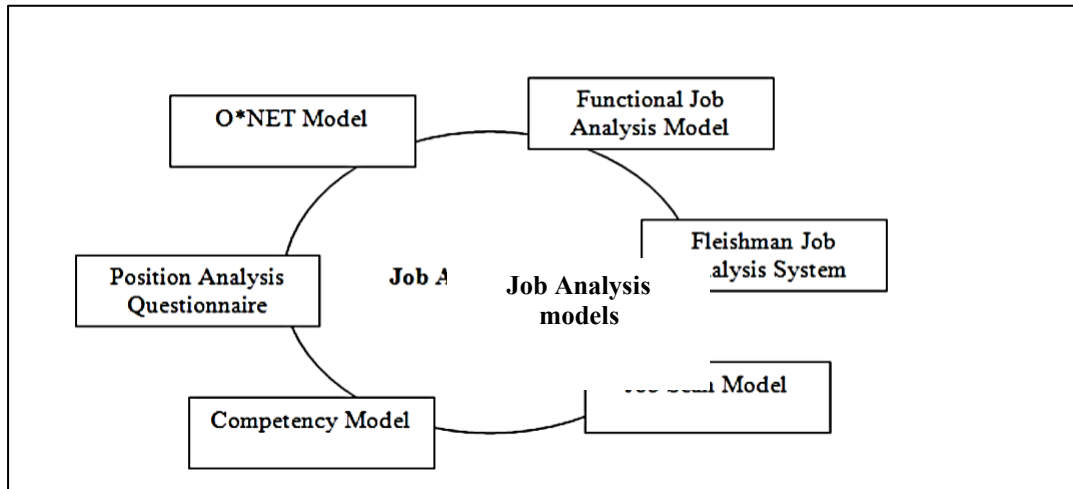 O*NET Model
Functional Job
Analysis Model
Fleishman Job
alysis System
Position Analysis
Questionnaire
Job A
Job Analysis
models
Model
Competency Model